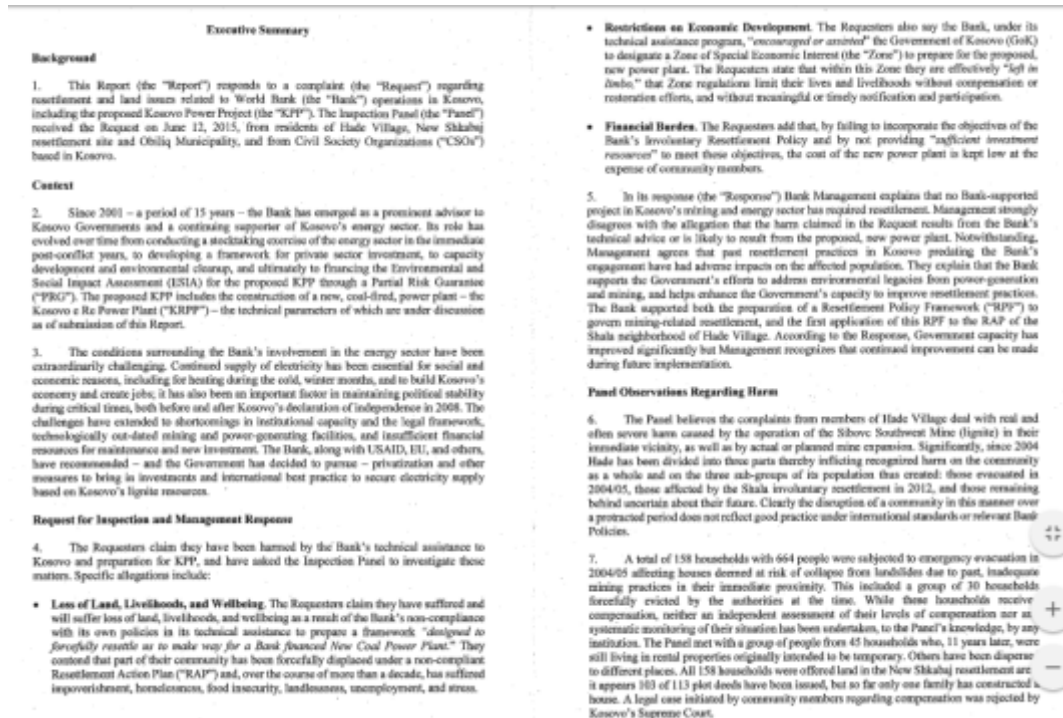 Executive Summary
Background
1. This Report (the "Report") responds to a complaint (the "Request") regarding
resettlement and land issues related to World Bank (the "Bank") operations in Kosovo,
including the proposed Kosovo Power Project (the "KPP"). The Inspection Panel (the "Panel")
received the Request on June 12, 2015, from residents of Hade Village, New Shkabaj
resettlement site and Obiliq Municipality, and from Civil Society Organizations ("CSOs")
based in Kosovo.
Context
2. Since 2001 – a period of 15 years – the Bank has emerged as a prominent advisor to
Kosovo Governments and a continuing supporter of Kosovo's energy sector. Its role has
evolved over time from conducting a stocktaking exercise of the energy sector in the immediate
post-conflict years, to developing a framework for private sector investment, to capacity
development and environmental cleanup, and ultimately to financing the Environmental and
Social Impact Assessment (ESIA) for the proposed KPP through a Partial Risk Guarantee
("PRG"). The proposed KPP includes the construction of a new, coal-fired, power plant – the
Kosovo e Re Power Plant ("KRPP") – the technical parameters of which are under discussion
as of submission of this Report.
3. The conditions surrounding the Bank's involvement in the energy sector have been
extraordinarily challenging. Continued supply of electricity has been essential for social and
economic reasons, including for heating during the cold, winter months, and to build Kosovo's
economy and create jobs; it has also been an important factor in maintaining political stability
during critical times, both before and after Kosovo's declaration of independence in 2008. The
challenges have extended to shortcomings in institutional capacity and the legal framework,
technologically out-dated mining and power-generating facilities, and insufficient financial
resources for maintenance and new investment. The Bank, along with USAID, EU, and others,
have recommended – and the Government has decided to pursue – privatization and other
measures to bring in investments and international best practice to secure electricity supply
based on Kosovo's lignite resources.
Request for Inspection and Management Response
4. The Requesters claim they have been harmed by the Bank's technical assistance to
Kosovo and preparation for KPP, and have asked the Inspection Panel to investigate these
matters. Specific allegations include:
• Loss of Land, Livelihoods, and Wellbeing. The Requesters claim they have suffered and
will suffer loss of land, livelihoods, and wellbeing as a result of the Bank's non-compliance
with its own policies in its technical assistance to prepare a framework "designed to
forcefully resettle us to make way for a Bank financed New Coal Power Plant." They
contend that part of their community has been forcefully displaced under a non-compliant
Resettlement Action Plan ("RAP") and, over the course of more than a decade, has suffered
impoverishment, homelessness, food insecurity, landlessness, unemployment, and stress.
• Restrictions on Economic Development. The Requesters also say the Bank, under its
technical assistance program, "encouraged or assisted" the Government of Kosovo (GoK)
to designate a Zone of Special Economic Interest (the "Zone") to prepare for the proposed,
new power plant. The Requesters state that within this Zone they are effectively "left in
limbo," that Zone regulations limit their lives and livelihoods without compensation or
restoration efforts, and without meaningful or timely notification and participation.
• Financial Burden. The Requesters add that, by failing to incorporate the objectives of the
Bank's Involuntary Resettlement Policy and by not providing "sufficient investment
resources" to meet these objectives, the cost of the new power plant is kept low at the
expense of community members.
5. In its response (the "Response") Bank Management explains that no Bank-supported
project in Kosovo's mining and energy sector has required resettlement. Management strongly
disagrees with the allegation that the harm claimed in the Request results from the Bank's
technical advice or is likely to result from the proposed, new power plant. Notwithstanding,
Management agrees that past resettlement practices in Kosovo predating the Bank's
engagement have had adverse impacts on the affected population. They explain that the Bank
supports the Government's efforts to address environmental legacies from power-generation
and mining, and helps enhance the Government's capacity to improve resettlement practices.
The Bank supported both the preparation of a Resettlement Policy Framework ("RPF") to
govern mining-related resettlement, and the first application of this RPF to the RAP of the
Shala neighborhood of Hade Village. According to the Response, Government capacity has
improved significantly but Management recognizes that continued improvement can be made
during future implementation.
Panel Observations Regarding Harm
6. The Panel believes the complaints from members of Hade Village deal with real and
often severe harm caused by the operation of the Sibovc Southwest Mine (lignite) in their
immediate vicinity, as well as by actual or planned mine expansion. Significantly, since 2004
Hade has been divided into three parts thereby inflicting recognized harm on the community
as a whole and on the three sub-groups of its population thus created: those evacuated in
2004/05, those affected by the Shala involuntary resettlement in 2012, and those remaining
behind uncertain about their future. Clearly the disruption of a community in this manner over
a protracted period does not reflect good practice under international standards or relevant Bank
Policies.
7. A total of 158 households with 664 people were subjected to emergency evacuation in
2004/05 affecting houses deemed at risk of collapse from landslides due to past, inadequate
mining practices in their immediate proximity. This included a group of 30 households
forcefully evicted by the authorities at the time. While these households receive
compensation, neither an independent assessment of their levels of compensation nor an
systematic monitoring of their situation has been undertaken, to the Panel's knowledge, by any
institution. The Panel met with a group of people from 45 households who, 11 years later, were
still living in rental properties originally intended to be temporary. Others have been disperse
to different places. All 158 households were offered land in the New Shkabaj resettlement are
it appears 103 of 113 plot deeds have been issued, but so far only one family has constructed a
house. A legal case initiated by community members regarding compensation was rejected by
Kosovo's Supreme Court.